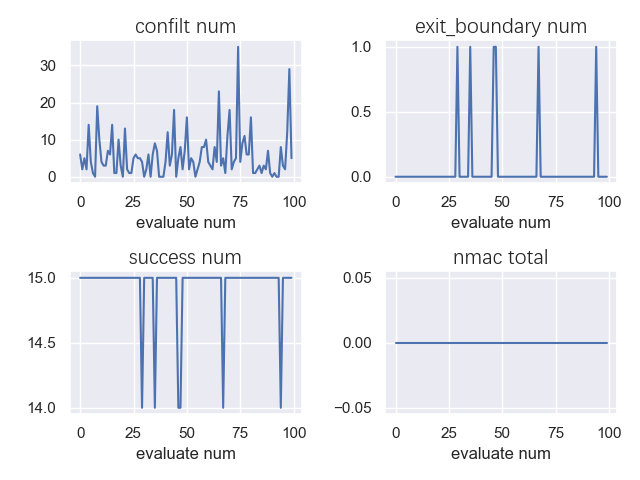 confilt num
30
20
10
0
0 25 50 75 100
evaluate num
exit_boundary num
1.0
0.5
0.0
0 25 50 75 100
evaluate num
success num
15.0
14.5
14.0
0 25 50 75 100
evaluate num
nmac total
0.05
0.00
−0.05
0 25 50 75 100
evaluate num